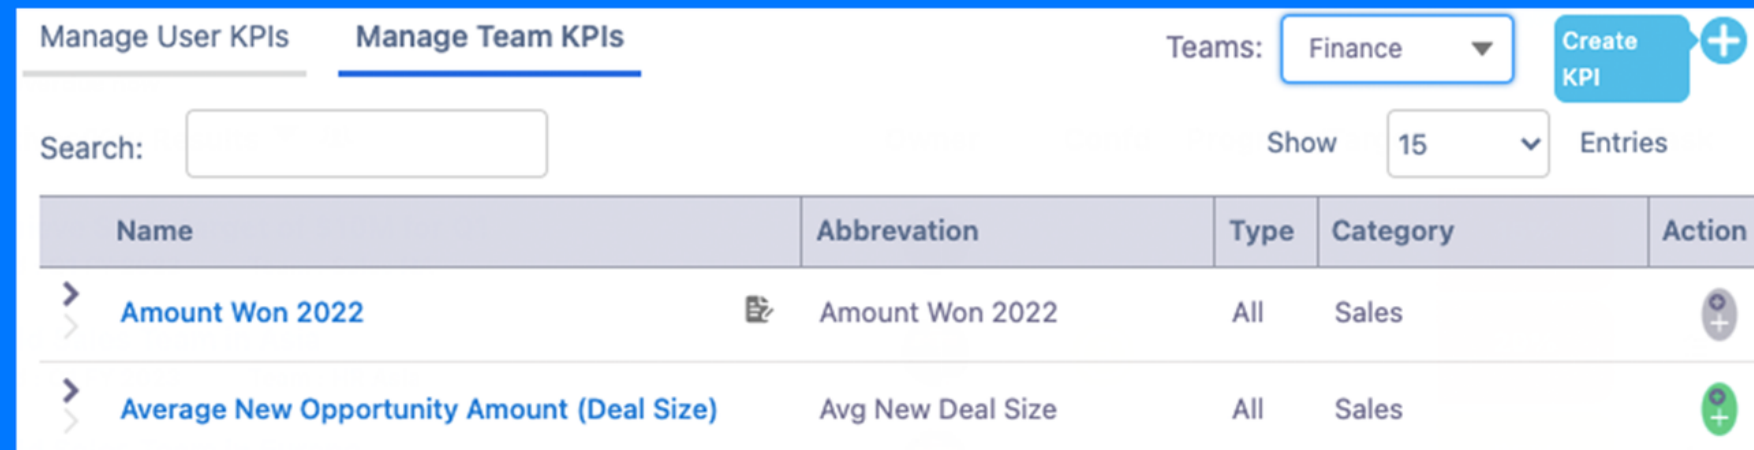 Manage User KPIs Manage Team KPIs Teams: Finance Create KPI
Search: Show 15 Entries
Name Abbrevation Type Category Action
Amount Won 2022 Amount Won 2022 All Sales
Average New Opportunity Amount (Deal Size) Avg New Deal Size All Sales